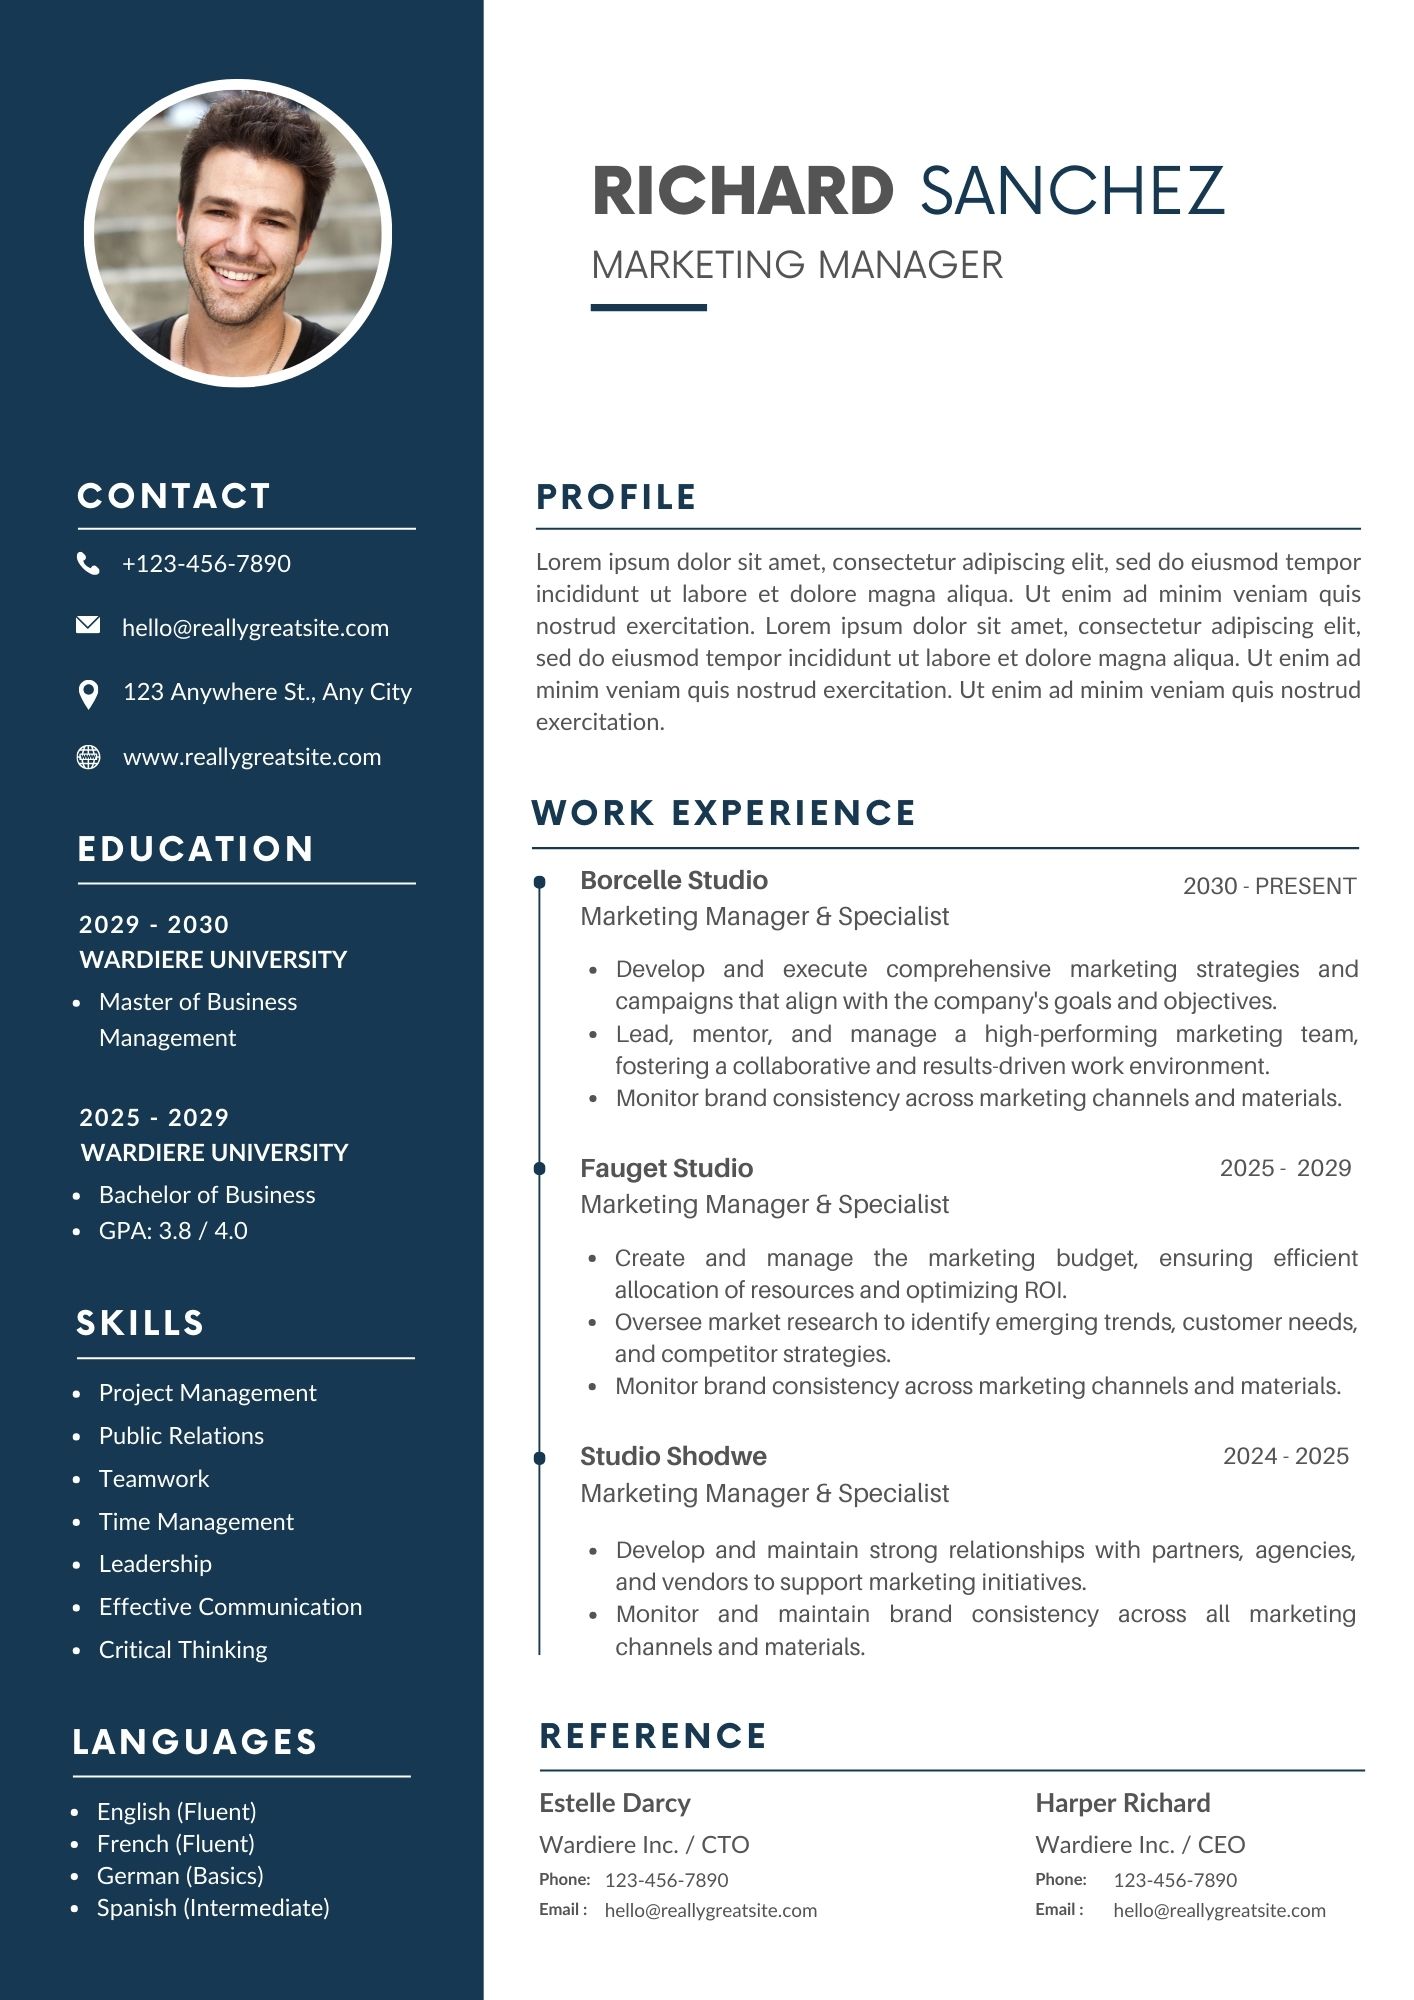 RICHARD SANCHEZ
MARKETING MANAGER
CONTACT
+123-456-7890
hello@reallygreatsite.com
123 Anywhere St., Any City
www.reallygreatsite.com
EDUCATION
2029 - 2030
WARDIERE UNIVERSITY
• Master of Business
Management
2025 - 2029
WARDIERE UNIVERSITY
• Bachelor of Business
• GPA: 3.8 / 4.0
SKILLS
• Project Management
• Public Relations
• Teamwork
• Time Management
• Leadership
• Effective Communication
• Critical Thinking
LANGUAGES
• English (Fluent)
• French (Fluent)
• German (Basics)
• Spanish (Intermediate)
PROFILE
Lorem ipsum dolor sit amet, consectetur adipiscing elit, sed do eiusmod tempor
incididunt ut labore et dolore magna aliqua. Ut enim ad minim veniam quis
nostrud exercitation. Lorem ipsum dolor sit amet, consectetur adipiscing elit,
sed do eiusmod tempor incididunt ut labore et dolore magna aliqua. Ut enim ad
minim veniam quis nostrud exercitation. Ut enim ad minim veniam quis nostrud
exercitation.
WORK EXPERIENCE
Borcelle Studio 2030 - PRESENT
Marketing Manager & Specialist
• Develop and execute comprehensive marketing strategies and
campaigns that align with the company's goals and objectives.
• Lead, mentor, and manage a high-performing marketing team,
fostering a collaborative and results-driven work environment.
• Monitor brand consistency across marketing channels and materials.
Fauget Studio 2025 - 2029
Marketing Manager & Specialist
• Create and manage the marketing budget, ensuring efficient
allocation of resources and optimizing ROI.
• Oversee market research to identify emerging trends, customer needs,
and competitor strategies.
• Monitor brand consistency across marketing channels and materials.
Studio Shodwe 2024 - 2025
Marketing Manager & Specialist
• Develop and maintain strong relationships with partners, agencies,
and vendors to support marketing initiatives.
• Monitor and maintain brand consistency across all marketing
channels and materials.
REFERENCE
Estelle Darcy
Wardiere Inc. / CTO
Phone: 123-456-7890
Email : hello@reallygreatsite.com
Harper Richard
Wardiere Inc. / CEO
Phone: 123-456-7890
Email : hello@reallygreatsite.com